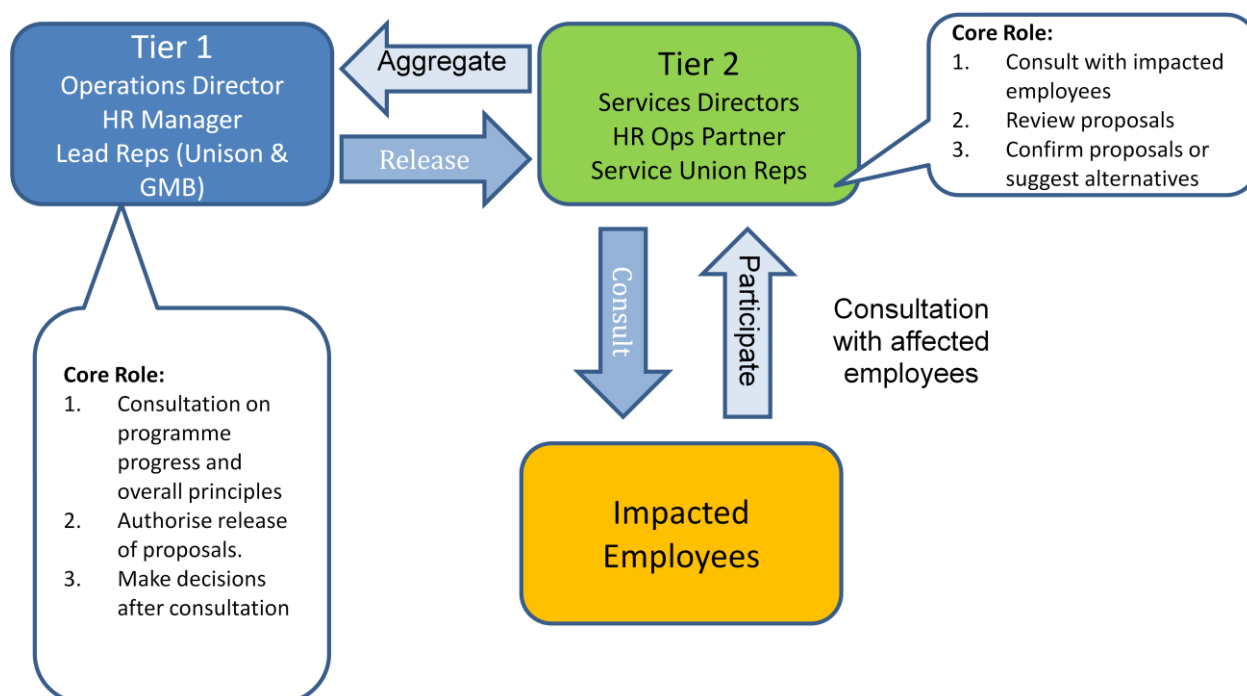 Tier 1
Operations Director
HR Manager
Lead Reps (Unison &
GMB)
Aggregate
Release
Tier 2
Services Directors
HR Ops Partner
Service Union Reps
Core Role:
1. Consult with impacted
employees
2. Review proposals
3. Confirm proposals or
suggest alternatives
Consult
Participate
Consultation
with affected
employees
Core Role:
1. Consultation on
programme
progress and
overall principles
2. Authorise release
of proposals.
3. Make decisions
after consultation
Impacted
Employees